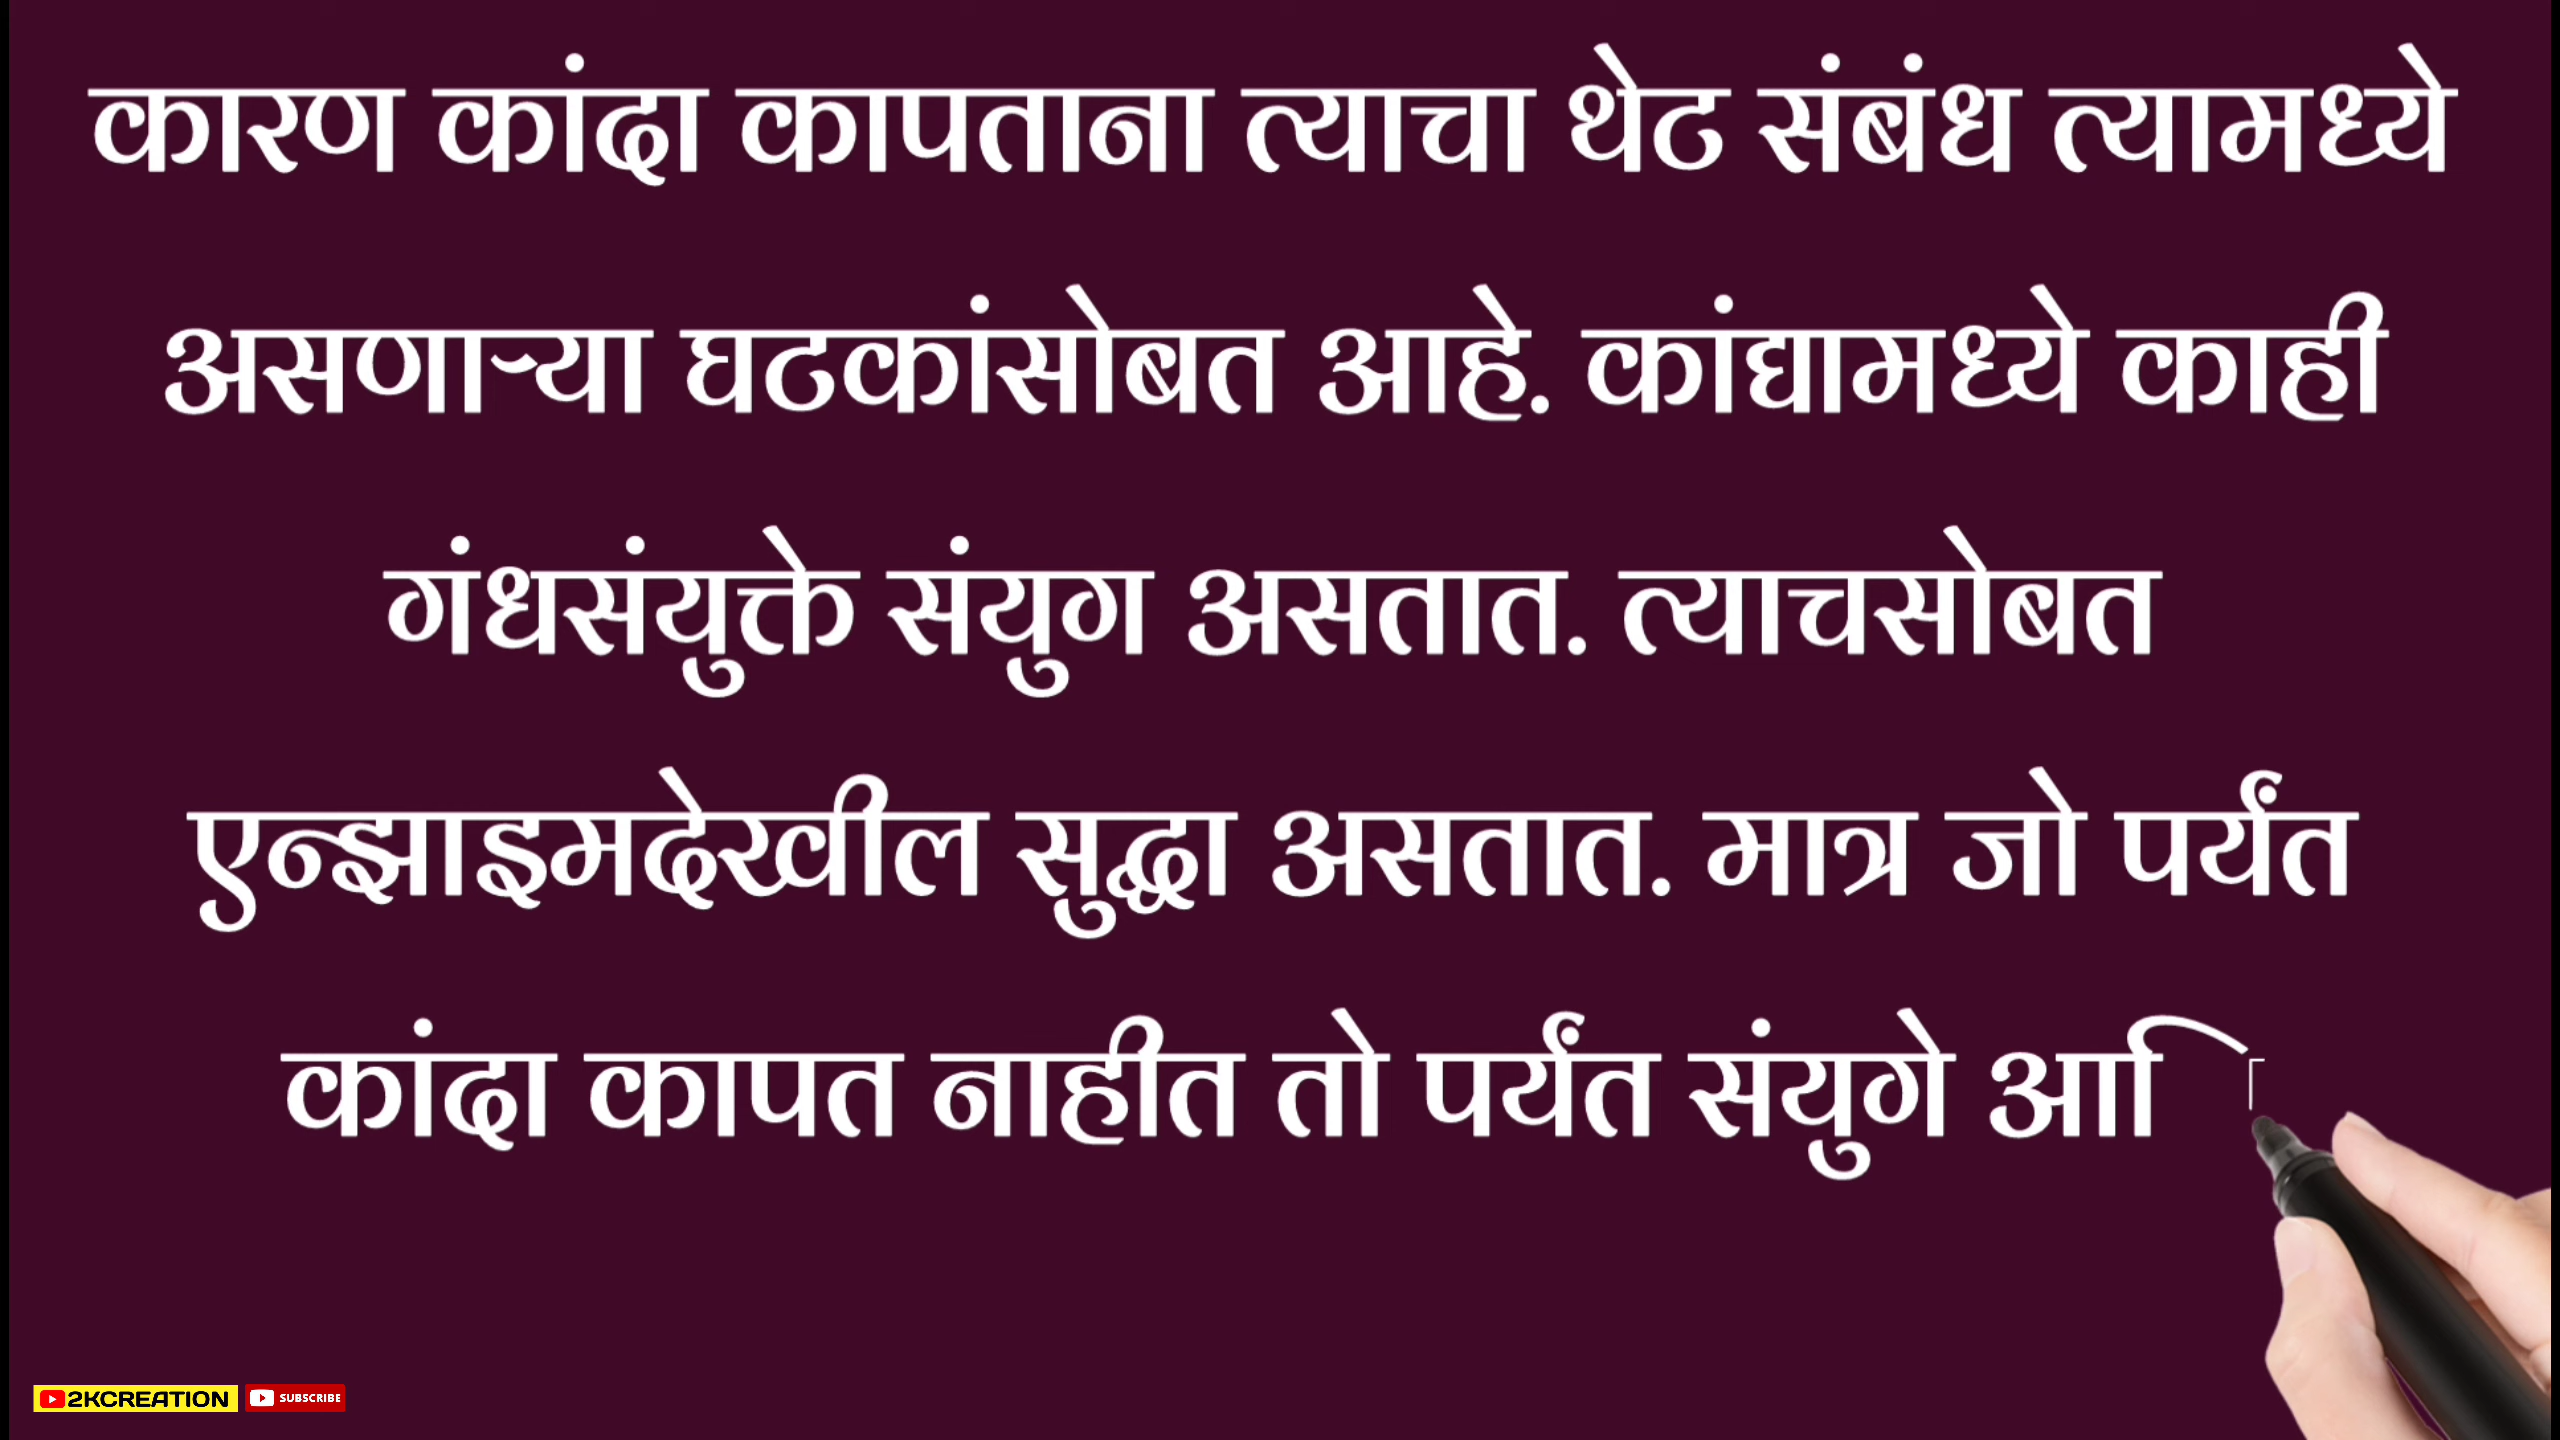 कारण कांदा कापताना त्याचा थेट संबंध त्यामध्ये
असणाऱ्या घटकांसोबत आहे. कांद्यामध्ये काही
गंधसंयुक्ते संयुग असतात. त्याचसोबत
एन्झाइमदेखील सुद्धा असतात. मात्र जो पर्यंत
कांदा कापत नाहीत तो पर्यंत संयुगे
2KCREATION SUBSCRIBE